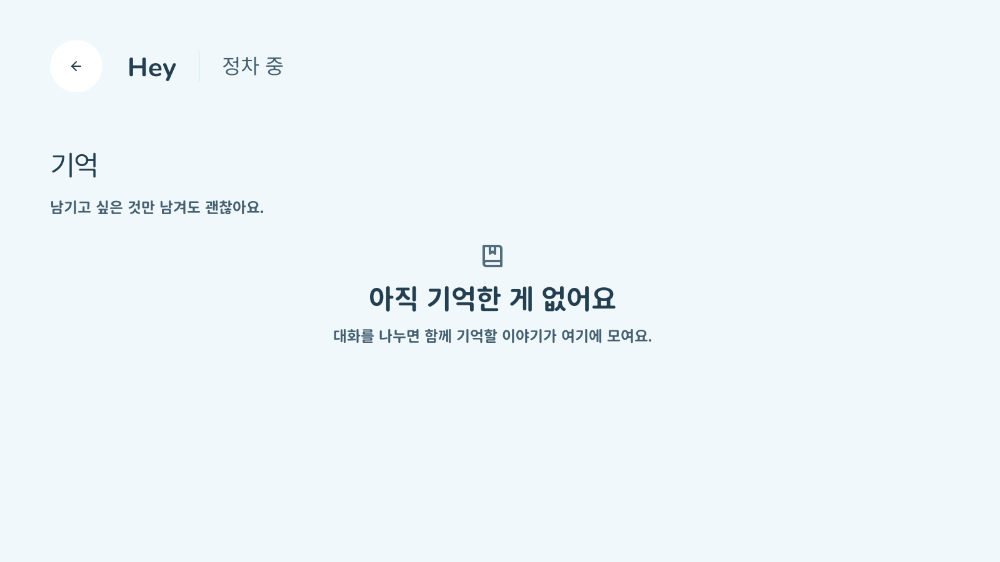 Hey
정차 중
기억
남기고 싶은 것만 남겨도 괜찮아요.
아직 기억한 게 없어요
대화를 나누면 함께 기억할 이야기가 여기에 모여요.